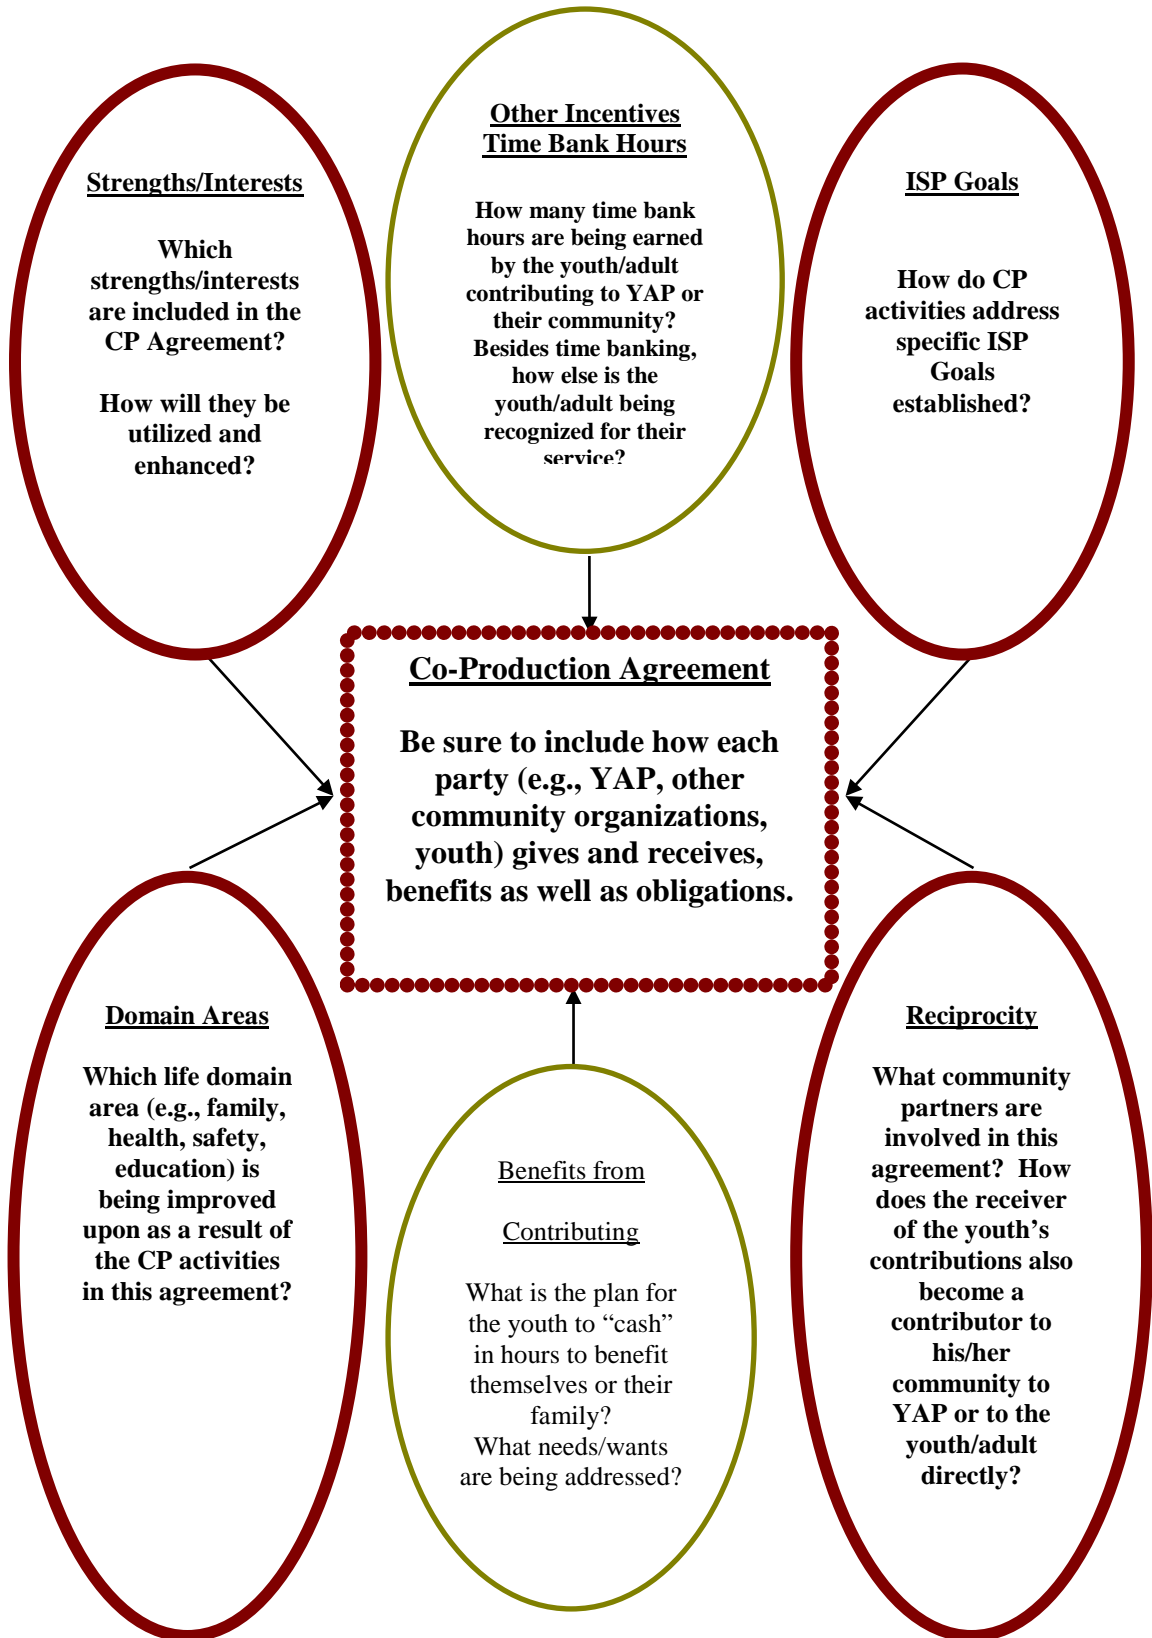 Other Incentives
Time Bank Hours
How many time bank
hours are being earned
by the youth/adult
contributing to YAP or
their community?
Besides time banking,
how else is the
youth/adult being
recognized for their
service?
Strengths/Interests
Which
strengths/interests
are included in the
CP Agreement?
How will they be
utilized and
enhanced?
ISP Goals
How do CP
activities address
specific ISP
Goals
established?
Co-Production Agreement
Be sure to include how each
party (e.g., YAP, other
community organizations,
youth) gives and receives,
benefits as well as obligations.
Domain Areas
Which life domain
area (e.g., family,
health, safety,
education) is
being improved
upon as a result of
the CP activities
in this agreement?
Benefits from
Contributing
What is the plan for
the youth to “cash”
in hours to benefit
themselves or their
family?
What needs/wants
are being addressed?
Reciprocity
What community
partners are
involved in this
agreement?  How
does the receiver
of the youth’s
contributions also
become a
contributor to
his/her
community to
YAP or to the
youth/adult
directly?